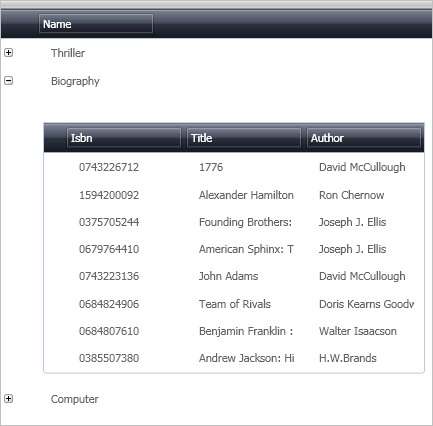 Name
Thriller
Biography
Isbn Title Author
0743226712 1776 David McCullough
1594200092 Alexander Hamilton Ron Chernow
0375705244 Founding Brothers: Joseph J. Ellis
0679764410 American Sphinx: T Joseph J. Ellis
0743223136 John Adams David McCullough
0684824906 Team of Rivals Doris Kearns Goodw
0684807610 Benjamin Franklin : Walter Isaacson
0385507380 Andrew Jackson: Hi H.W.Brands
Computer